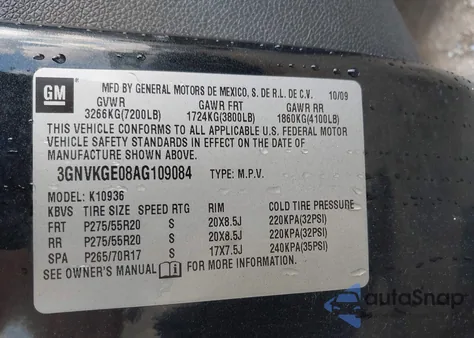 GM
MFD BY GENERAL MOTORS DE MEXICO, S. DE R.L. DE C.V. 10/09
GVWR GAWR FRT GAWR RR
3266KG(7200LB) 1724KG(3800LB) 1860KG(4100LB)
THIS VEHICLE CONFORMS TO ALL APPLICABLE U.S. FEDERAL MOTOR
VEHICLE SAFETY STANDARDS IN EFFECT ON THE DATE OF
MANUFACTURE SHOWN ABOVE.
3GNVKGE08AG109084 TYPE: M.P.V.
MODEL: K10936
KBVS TIRE SIZE SPEED RTG RIM COLD TIRE PRESSURE
FRT P275/55R20 S 20X8.5J 220KPA(32PSI)
RR P275/55R20 S 20X8.5J 220KPA(32PSI)
SPA P265/70R17 S 17X7.5J 240KPA(35PSI)
SEE OWNER'S MANUAL FOR ADDITIONAL INFORMATION.
autoSnap